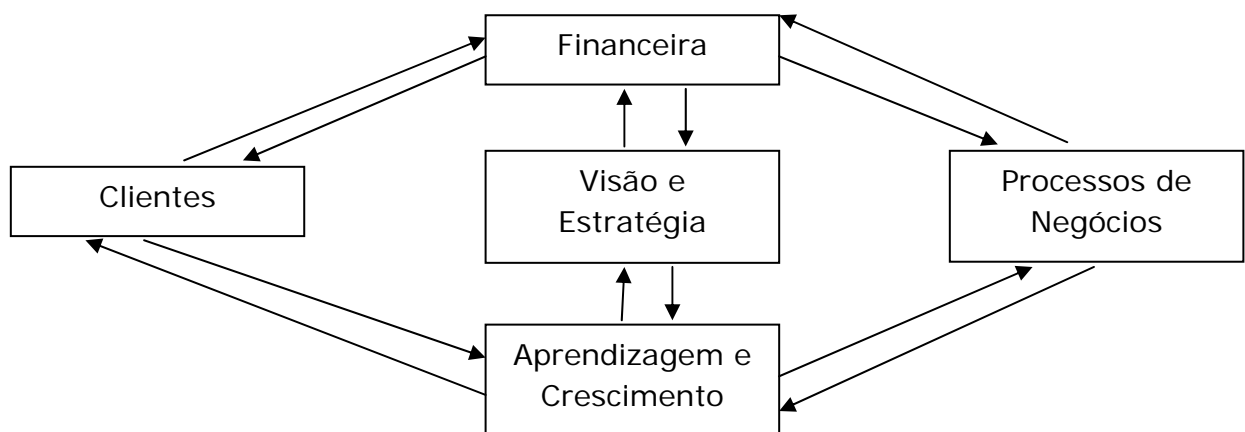 Financeira
Clientes
Visão e
Estratégia
Processos de
Negócios
Aprendizagem e
Crescimento